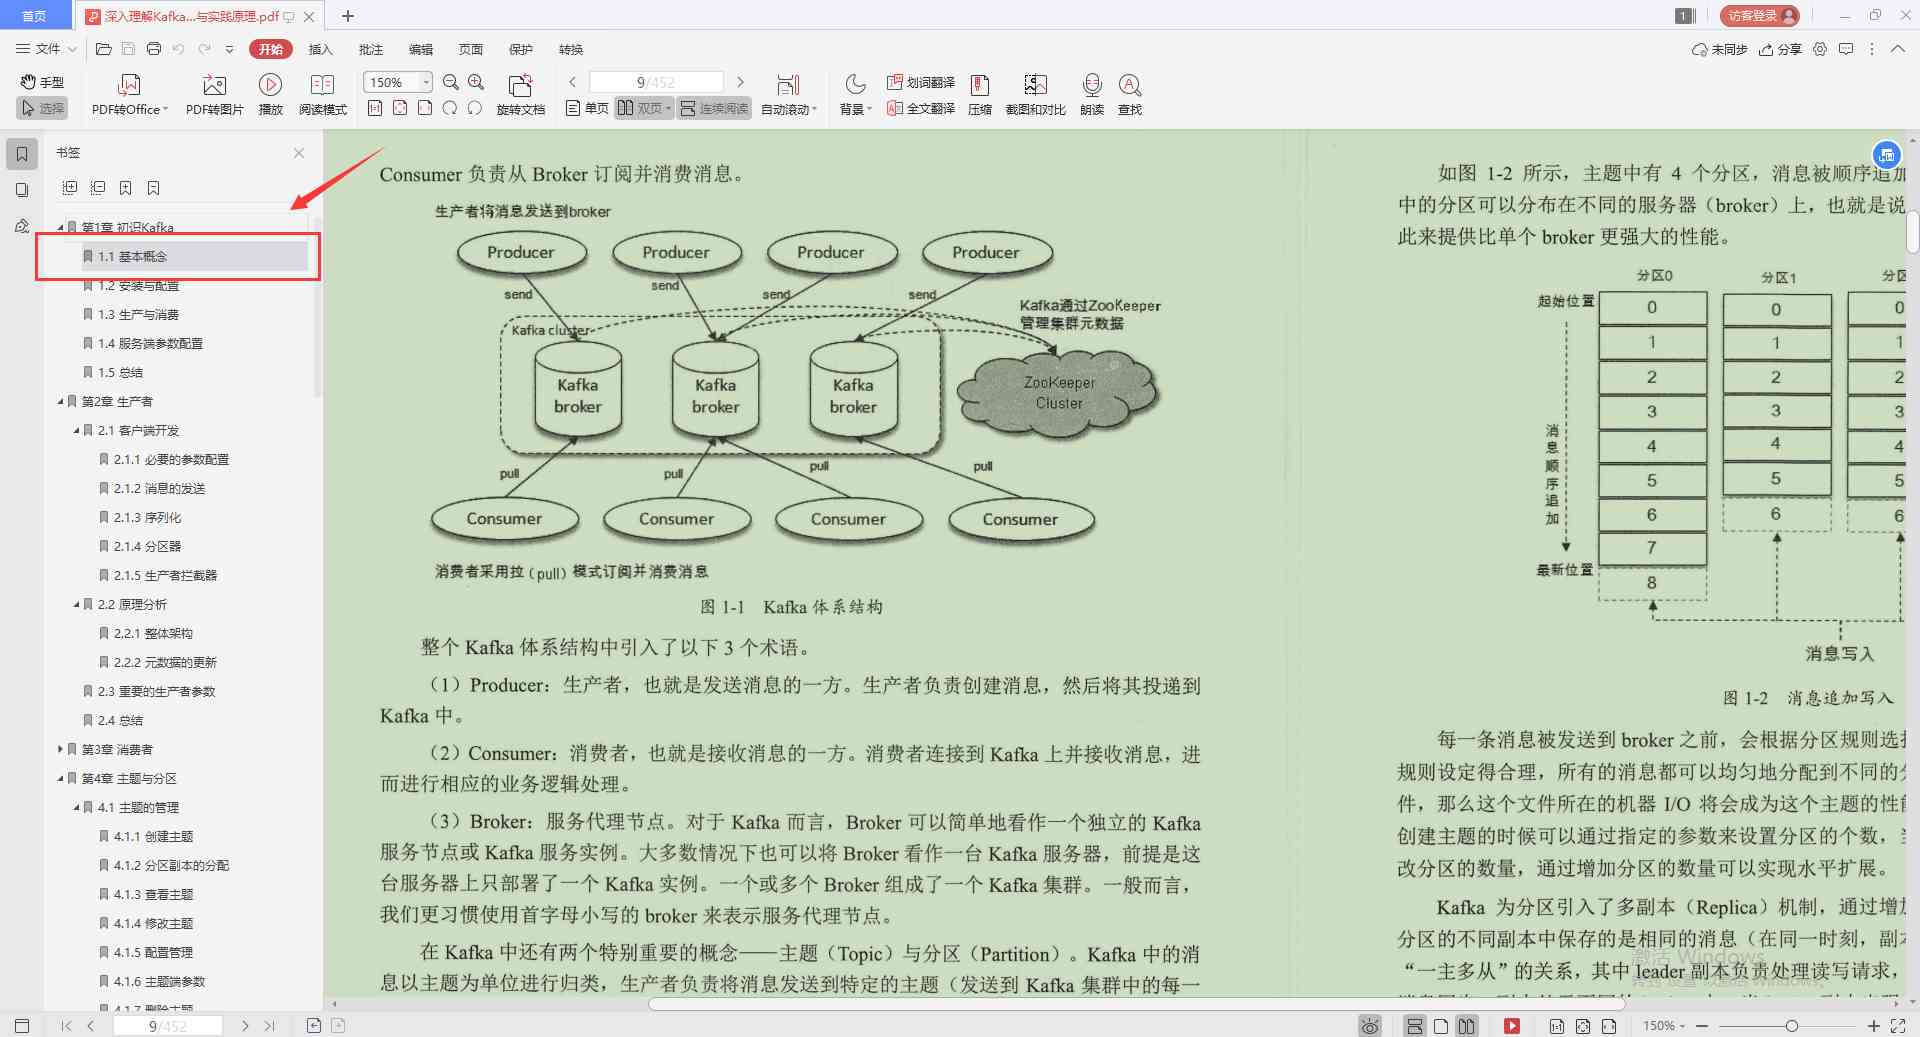 首页
深入理解Kafka...与实践原理.pdf
1
访客登录
文件
开始
插入
批注
编辑
页面
保护
转换
未同步
分享
手型
选择
PDF转Office
PDF转图片
播放
阅读模式
150%
旋转文档
9/452
单页
双页
连续阅读
自动滚动
背景
划词翻译
全文翻译
压缩
截图和对比
朗读
查找
书签
第1章 初识Kafka
1.1 基本概念
1.2 安装与配置
1.3 生产与消费
1.4 服务端参数配置
1.5 总结
第2章 生产者
2.1 客户端开发
2.1.1 必要的参数配置
2.1.2 消息的发送
2.1.3 序列化
2.1.4 分区器
2.1.5 生产者拦截器
2.2 原理分析
2.2.1 整体架构
2.2.2 元数据的更新
2.3 重要的生产者参数
2.4 总结
第3章 消费者
第4章 主题与分区
4.1 主题的管理
4.1.1 创建主题
4.1.2 分区副本的分配
4.1.3 查看主题
4.1.4 修改主题
4.1.5 配置管理
4.1.6 主题端参数
4.1.7 删除主题
Consumer 负责从 Broker 订阅并消费消息。
生产者将消息发送到broker
Producer
Producer
Producer
Producer
send
send
send
send
Kafka通过ZooKeeper
管理集群元数据
Kafka cluster
Kafka
broker
Kafka
broker
Kafka
broker
ZooKeeper
Cluster
pull
pull
pull
pull
Consumer
Consumer
Consumer
Consumer
消费者采用拉（pull）模式订阅并消费消息
图 1-1 Kafka 体系结构
整个 Kafka 体系结构中引入了以下 3 个术语。
（1）Producer：生产者，也就是发送消息的一方。生产者负责创建消息，然后将其投递到
Kafka 中。
（2）Consumer：消费者，也就是接收消息的一方。消费者连接到 Kafka 上并接收消息，进
而进行相应的业务逻辑处理。
（3）Broker：服务代理节点。对于 Kafka 而言，Broker 可以简单地看作一个独立的 Kafka
服务节点或 Kafka 服务实例。大多数情况下也可以将 Broker 看作一台 Kafka 服务器，前提是这
台服务器上只部署了一个 Kafka 实例。一个或多个 Broker 组成了一个 Kafka 集群。一般而言，
我们更习惯使用首字母小写的 broker 来表示服务代理节点。
在 Kafka 中还有两个特别重要的概念——主题（Topic）与分区（Partition）。Kafka 中的消
息以主题为单位进行归类，生产者负责将消息发送到特定的主题（发送到 Kafka 集群中的每一
如图 1-2 所示，主题中有 4 个分区，消息被顺序追加
中的分区可以分布在不同的服务器（broker）上，也就是说
此来提供比单个 broker 更强大的性能。
分区0
分区1
分区
起始位置
0
1
2
3
4
5
6
7
8
0
1
2
3
4
5
6
0
1
2
3
4
5
6
消息顺序追加
最新位置
消息写入
图 1-2 消息追加写入
每一条消息被发送到 broker 之前，会根据分区规则选择
规则设定得合理，所有的消息都可以均匀地分配到不同的分
件，那么这个文件所在的机器 I/O 将会成为这个主题的性能
创建主题的时候可以通过指定的参数来设置分区的个数，当
改分区的数量，通过增加分区的数量可以实现水平扩展。
Kafka 为分区引入了多副本（Replica）机制，通过增加
分区的不同副本中保存的是相同的消息（在同一时刻，副本
“一主多从”的关系，其中 leader 副本负责处理读写请求，
激活 Windows
转到“设置”以激活 Windows。
9/452
150%